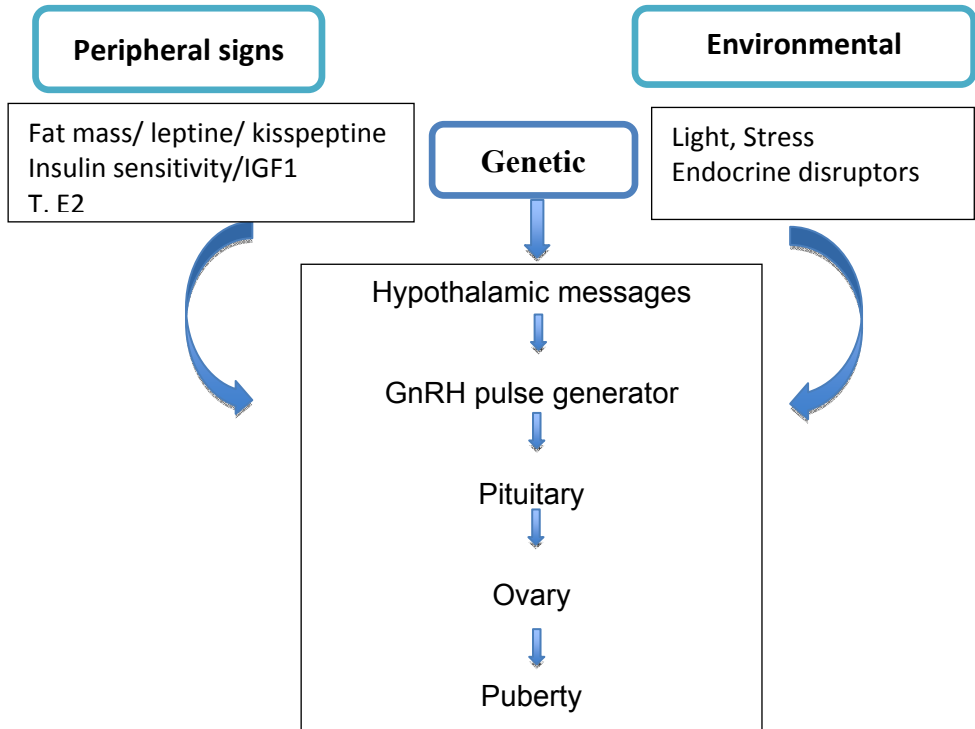 Peripheral signs
Environmental
Fat mass/ leptine/ kisspeptine
Insulin sensitivity/IGF1
T, E2
Genetic
Light, Stress
Endocrine disruptors
Hypothalamic messages
GnRH pulse generator
Pituitary
Ovary
Puberty